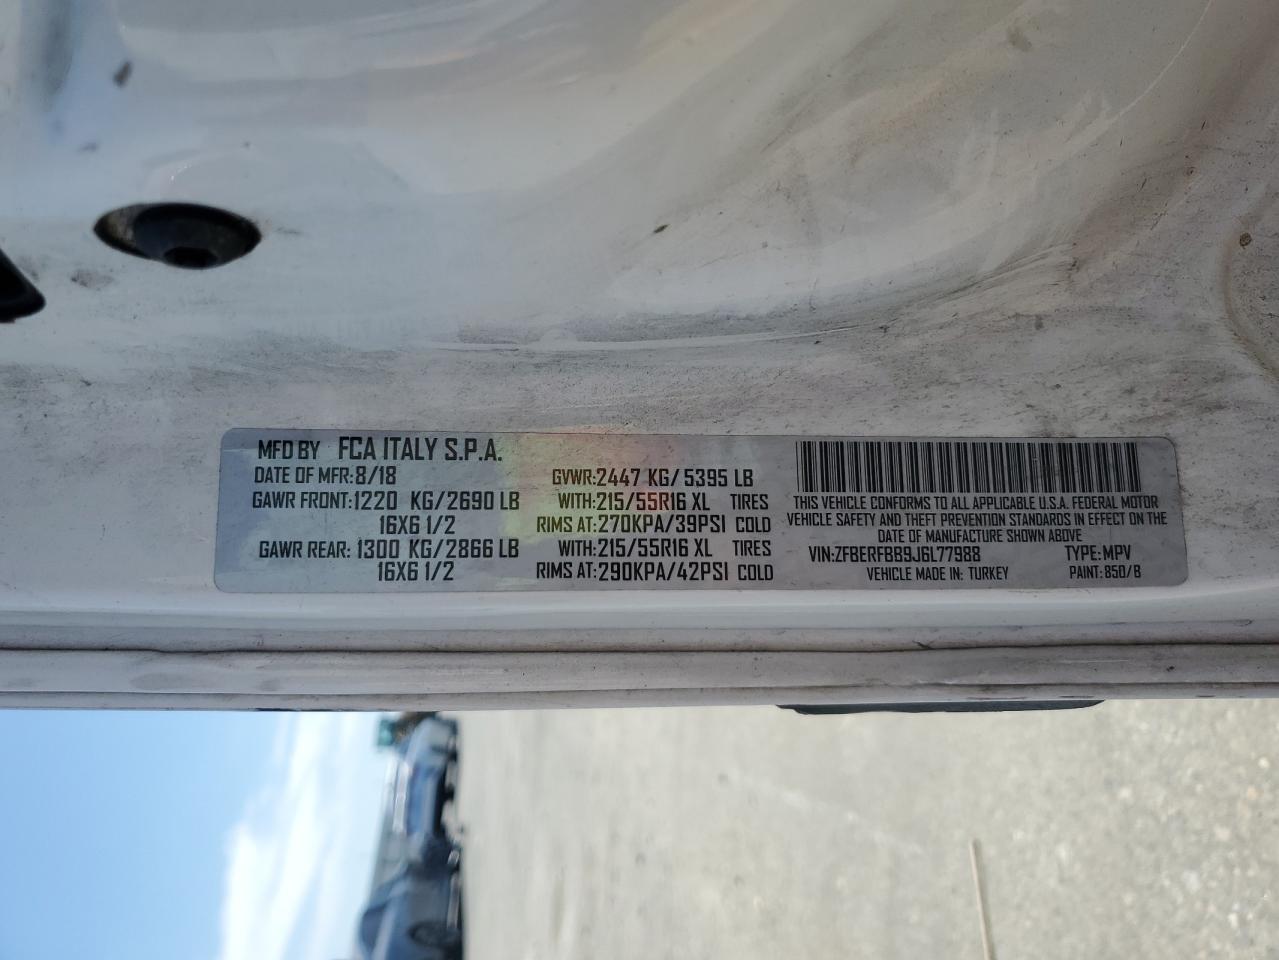 MFD BY FCA ITALY S.P.A.
DATE OF MFR: 8/18 GVWR: 2447 KG/ 5395 LB
GAWR FRONT: 1220 KG/2690 LB WITH: 215/55R16 XL TIRES
16X6 1/2 RIMS AT: 270KPA/39PSI COLD
GAWR REAR: 1300 KG/2866 LB WITH: 215/55R16 XL TIRES
16X6 1/2 RIMS AT: 290KPA/42PSI COLD
THIS VEHICLE CONFORMS TO ALL APPLICABLE U.S.A. FEDERAL MOTOR
VEHICLE SAFETY AND THEFT PREVENTION STANDARDS IN EFFECT ON THE
DATE OF MANUFACTURE SHOWN ABOVE
VIN: ZFBERFBB9J6L77988 TYPE: MPV
VEHICLE MADE IN: TURKEY PAINT: 850/B